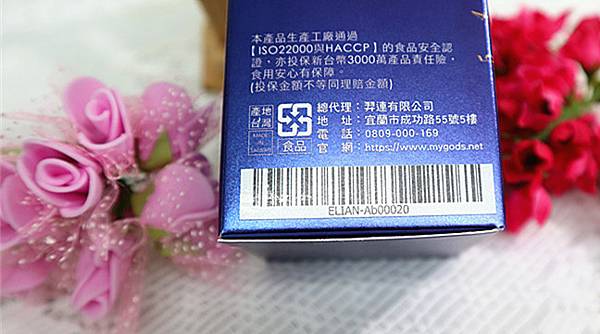 本產品生產工廠通過
【ISO22000與HACCP】的食品安全認
證，亦投保新台幣3000萬產品責任險，
食用安心有保障。
(投保金額不等同理賠金額)
產地
台灣
MADE IN
TAIWAN
食品
總代理：羿連有限公司
地　址：宜蘭市成功路55號5樓
電　話：0809-000-169
官　網：https://www.mygods.net
ELIAN-Ab00020